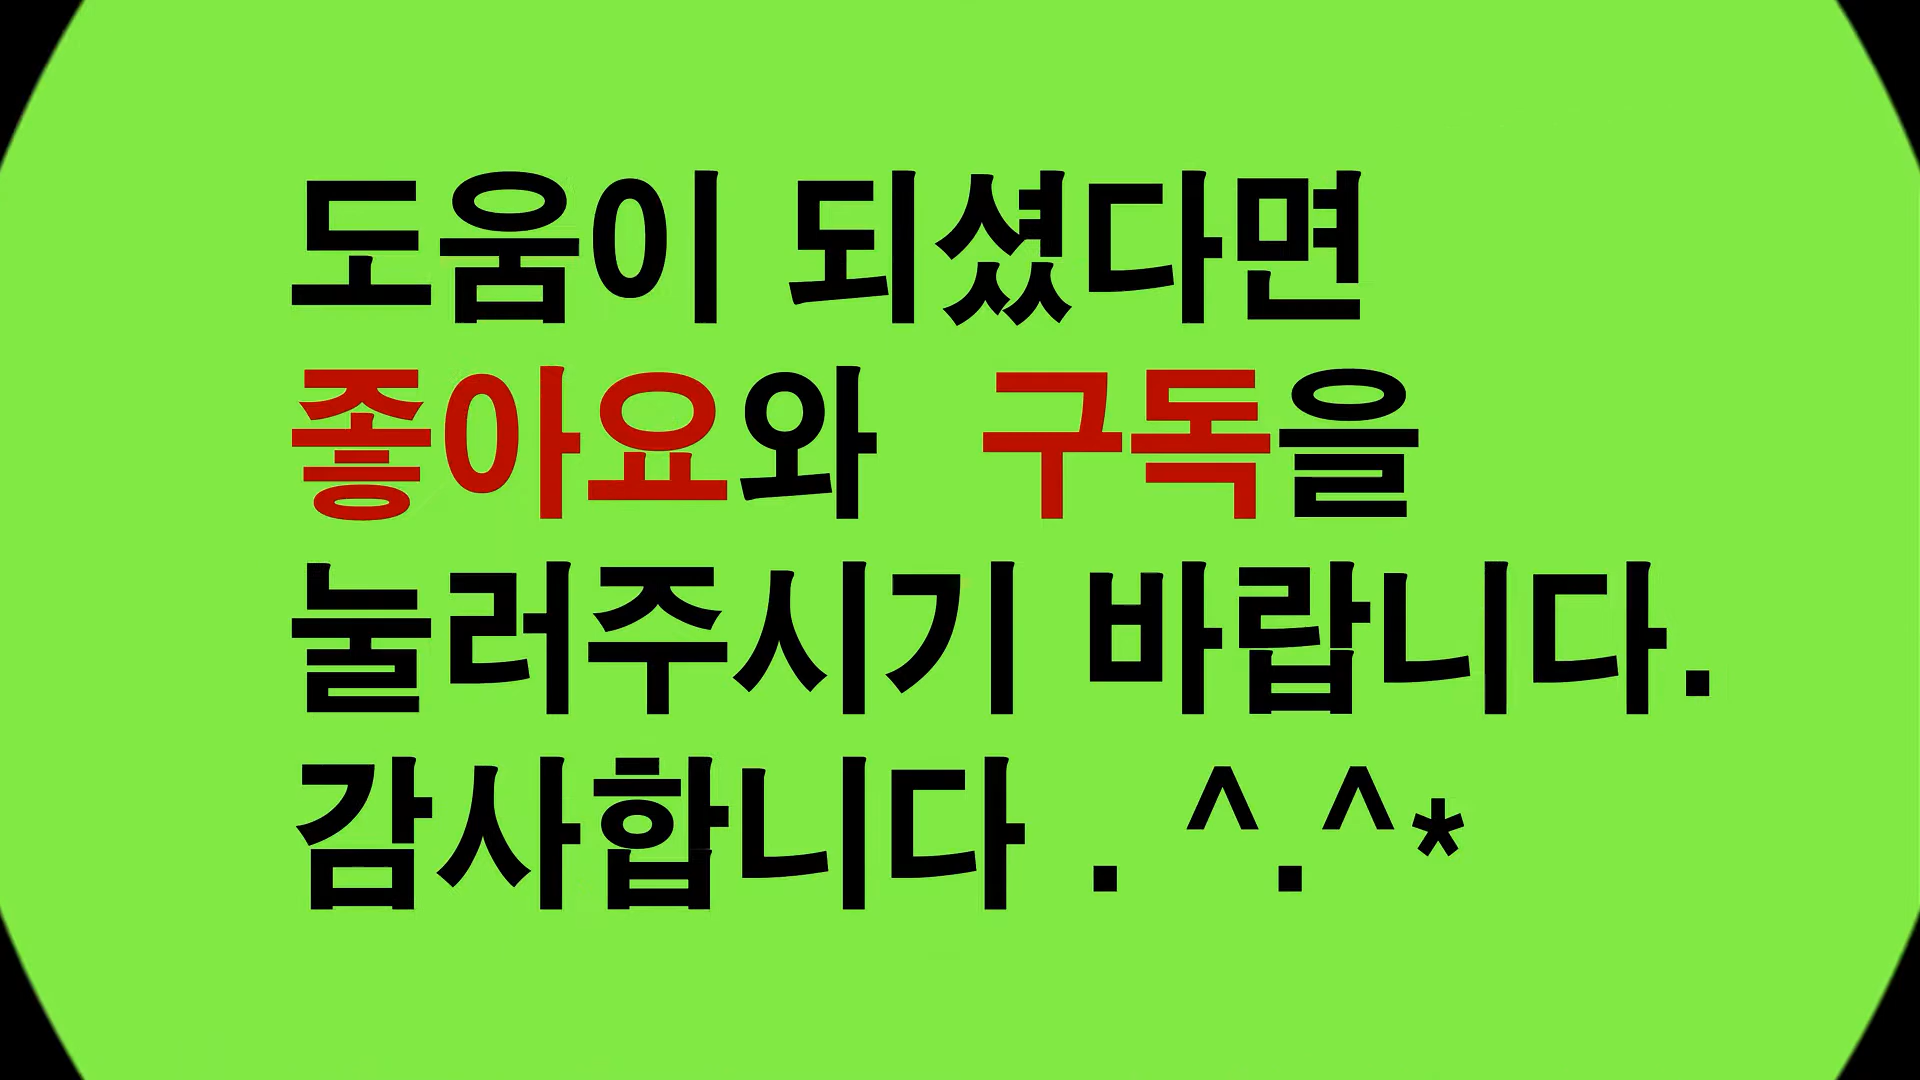 도움이 되셨다면
좋아요와 구독을
눌러주시기 바랍니다.
감사합니다 . ^.^*